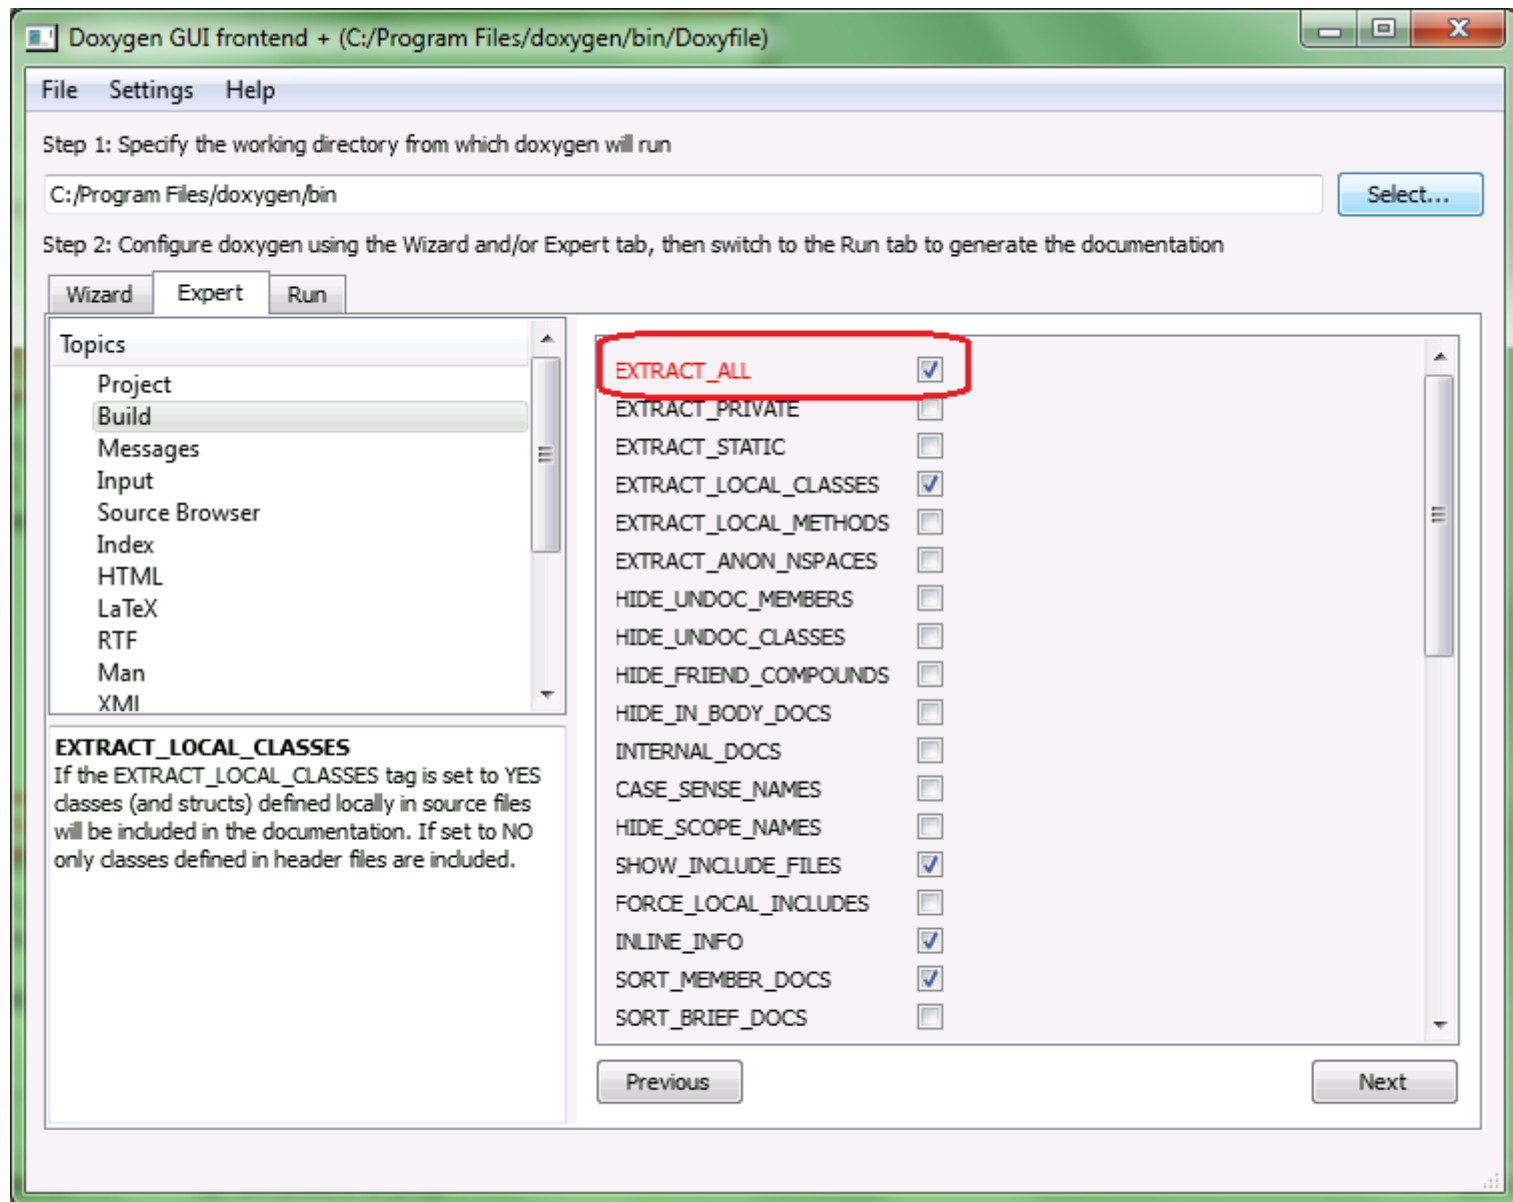 Doxygen GUI frontend + (C:/Program Files/doxygen/bin/Doxyfile)
File Settings Help
Step 1: Specify the working directory from which doxygen will run
C:/Program Files/doxygen/bin
Select...
Step 2: Configure doxygen using the Wizard and/or Expert tab, then switch to the Run tab to generate the documentation
Wizard Expert Run
Topics
Project
Build
Messages
Input
Source Browser
Index
HTML
LaTeX
RTF
Man
XML
EXTRACT_LOCAL_CLASSES
If the EXTRACT_LOCAL_CLASSES tag is set to YES
classes (and structs) defined locally in source files
will be included in the documentation. If set to NO
only classes defined in header files are included.
EXTRACT_ALL
EXTRACT_PRIVATE
EXTRACT_STATIC
EXTRACT_LOCAL_CLASSES
EXTRACT_LOCAL_METHODS
EXTRACT_ANON_NSPACES
HIDE_UNDOC_MEMBERS
HIDE_UNDOC_CLASSES
HIDE_FRIEND_COMPOUNDS
HIDE_IN_BODY_DOCS
INTERNAL_DOCS
CASE_SENSE_NAMES
HIDE_SCOPE_NAMES
SHOW_INCLUDE_FILES
FORCE_LOCAL_INCLUDES
INLINE_INFO
SORT_MEMBER_DOCS
SORT_BRIEF_DOCS
Previous
Next